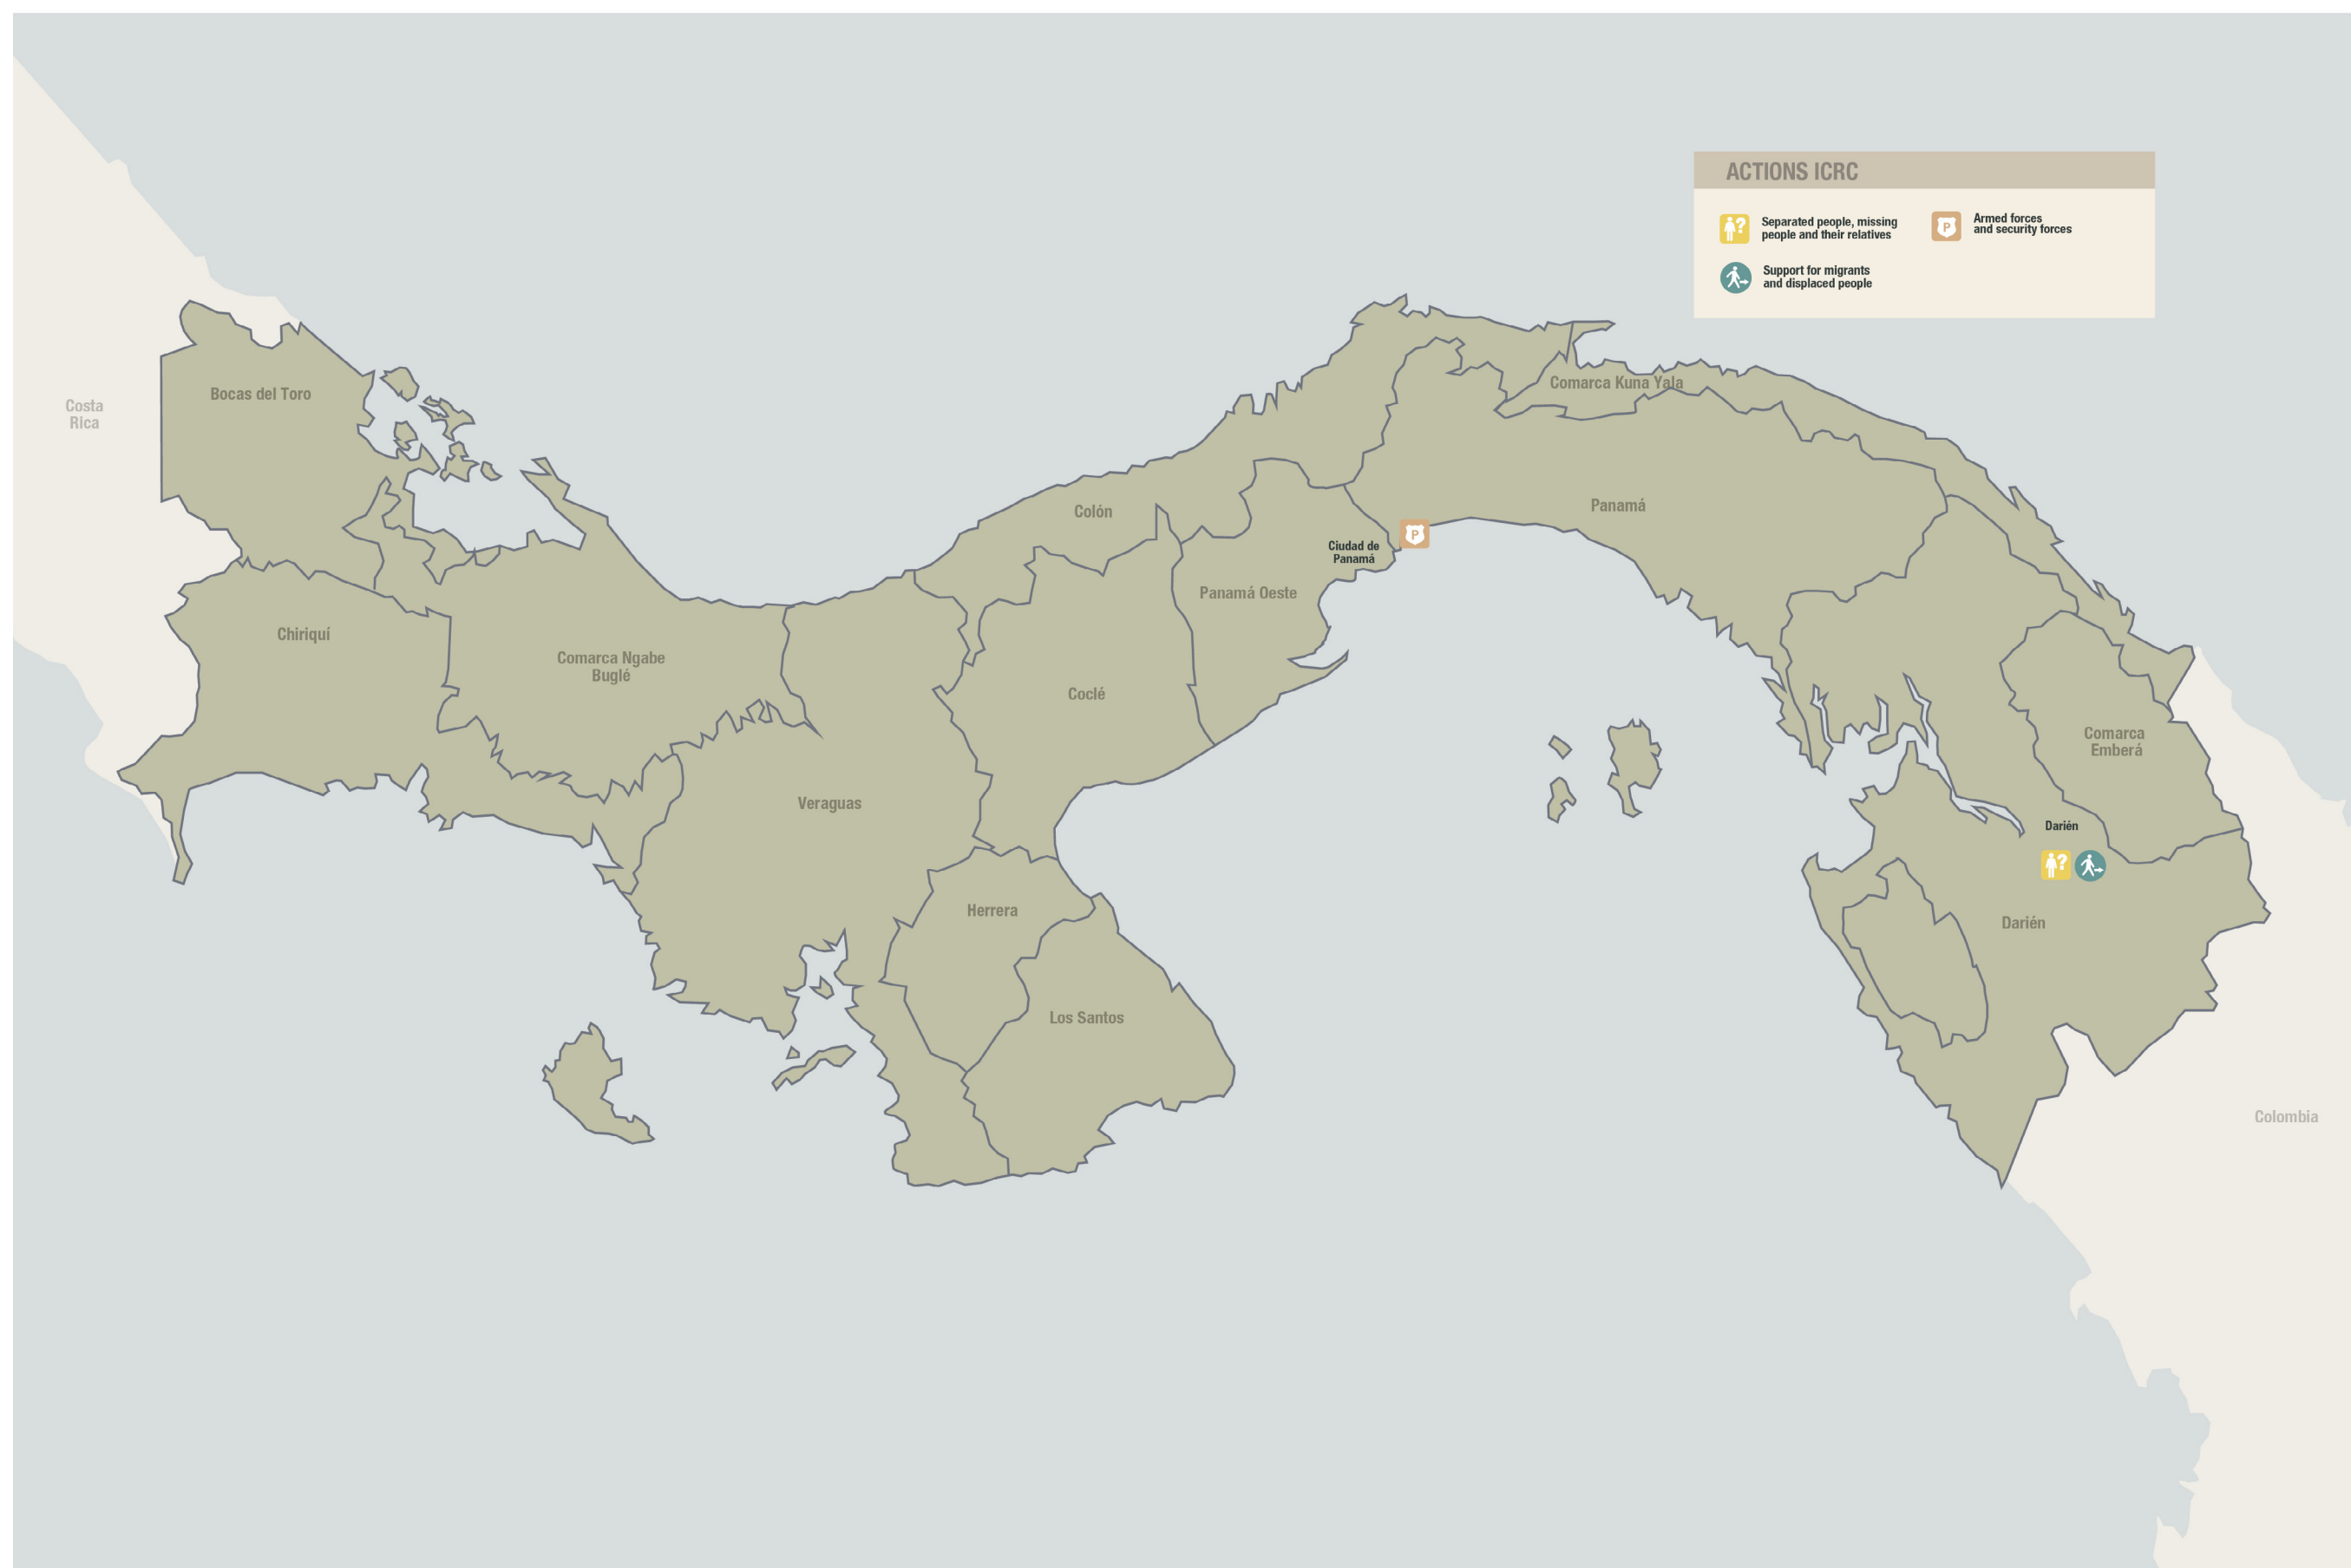 ACTIONS ICRC
Separated people, missing
people and their relatives
Armed forces
and security forces
P
Support for migrants
and displaced people
Costa
Rica
Bocas del Toro
Chiriquí
Comarca Ngabe
Buglé
Veraguas
Colón
Coclé
Herrera
Los Santos
Panamá Oeste
Ciudad de
Panamá
P
Comarca Kuna Yala
Panamá
Comarca
Emberá
Darién
Darién
Colombia